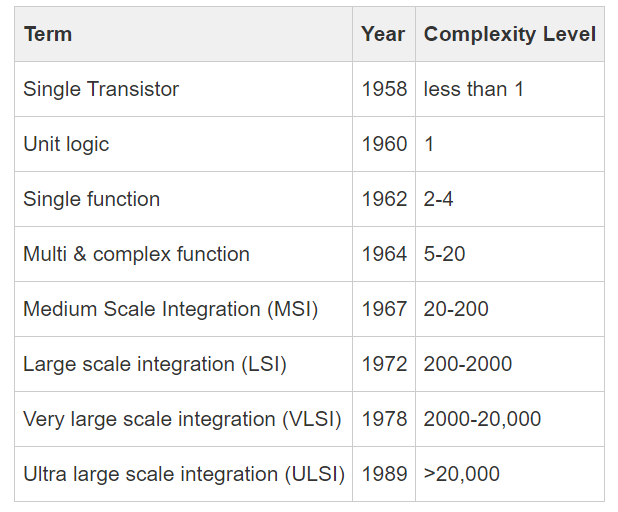 Term Year Complexity Level
Single Transistor 1958 less than 1
Unit logic 1960 1
Single function 1962 2-4
Multi & complex function 1964 5-20
Medium Scale Integration (MSI) 1967 20-200
Large scale integration (LSI) 1972 200-2000
Very large scale integration (VLSI) 1978 2000-20,000
Ultra large scale integration (ULSI) 1989 >20,000